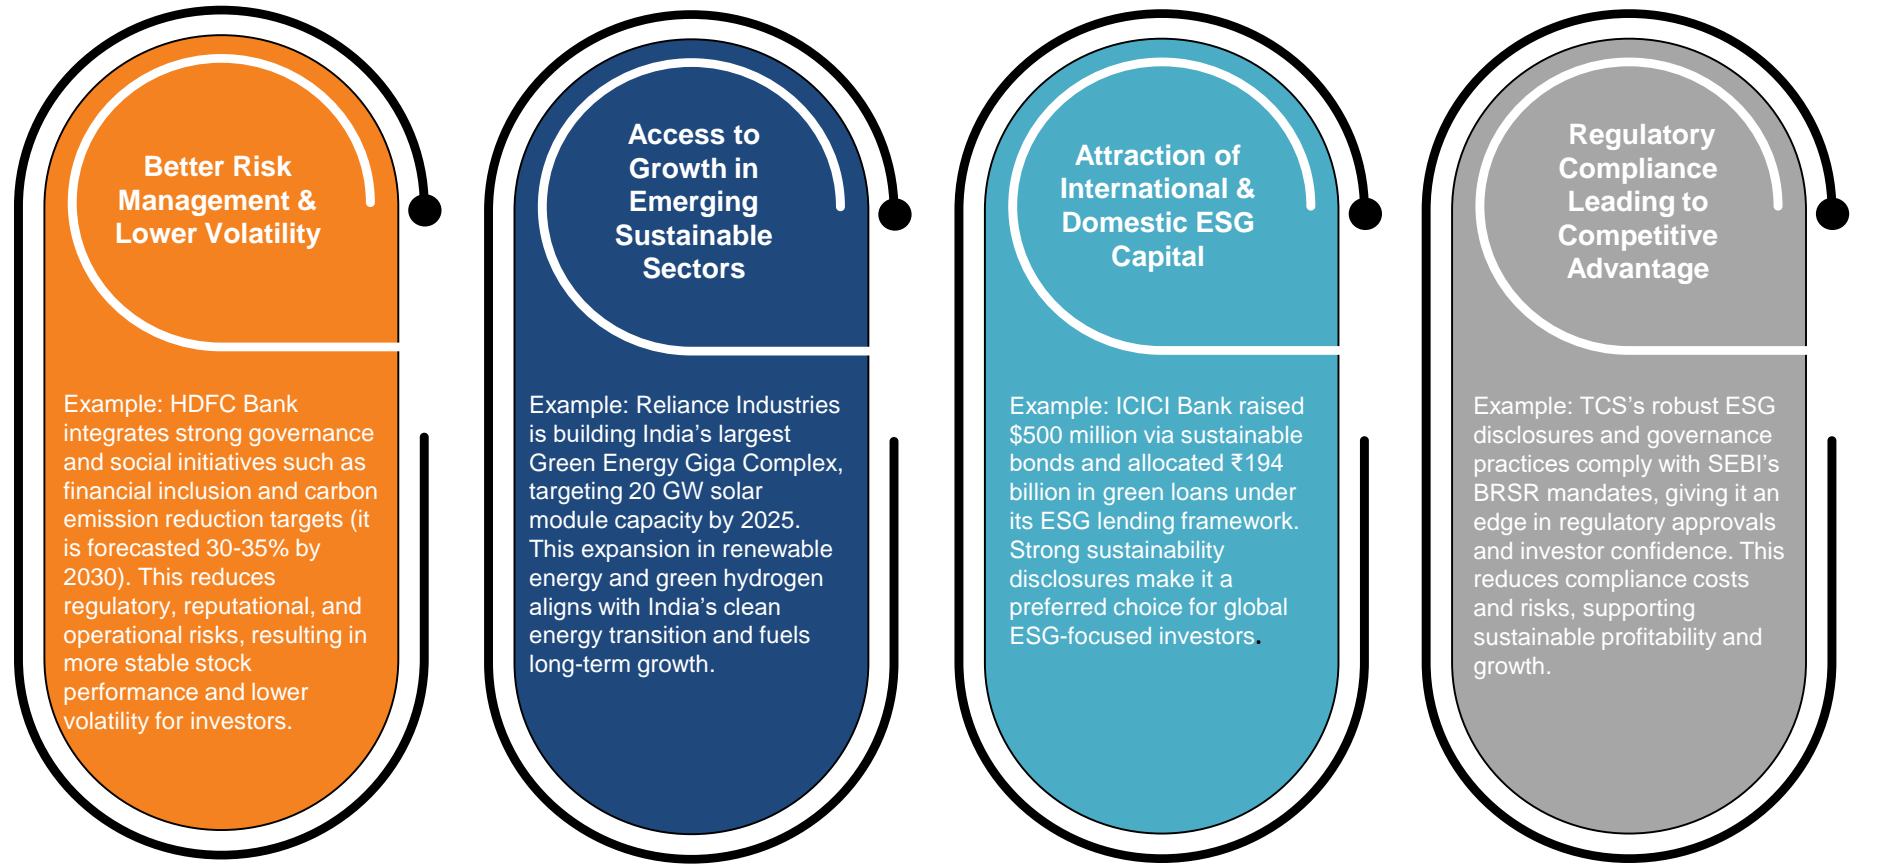 Better Risk
Management &
Lower Volatility
Example: HDFC Bank
integrates strong governance
and social initiatives such as
financial inclusion and carbon
emission reduction targets (it
is forecasted 30-35% by
2030). This reduces
regulatory, reputational, and
operational risks, resulting in
more stable stock
performance and lower
volatility for investors.
Access to
Growth in
Emerging
Sustainable
Sectors
Example: Reliance Industries
is building India’s largest
Green Energy Giga Complex,
targeting 20 GW solar
module capacity by 2025.
This expansion in renewable
energy and green hydrogen
aligns with India’s clean
energy transition and fuels
long-term growth.
Attraction of
International &
Domestic ESG
Capital
Example: ICICI Bank raised
$500 million via sustainable
bonds and allocated ₹194
billion in green loans under
its ESG lending framework.
Strong sustainability
disclosures make it a
preferred choice for global
ESG-focused investors.
Regulatory
Compliance
Leading to
Competitive
Advantage
Example: TCS’s robust ESG
disclosures and governance
practices comply with SEBI’s
BRSR mandates, giving it an
edge in regulatory approvals
and investor confidence. This
reduces compliance costs
and risks, supporting
sustainable profitability and
growth.